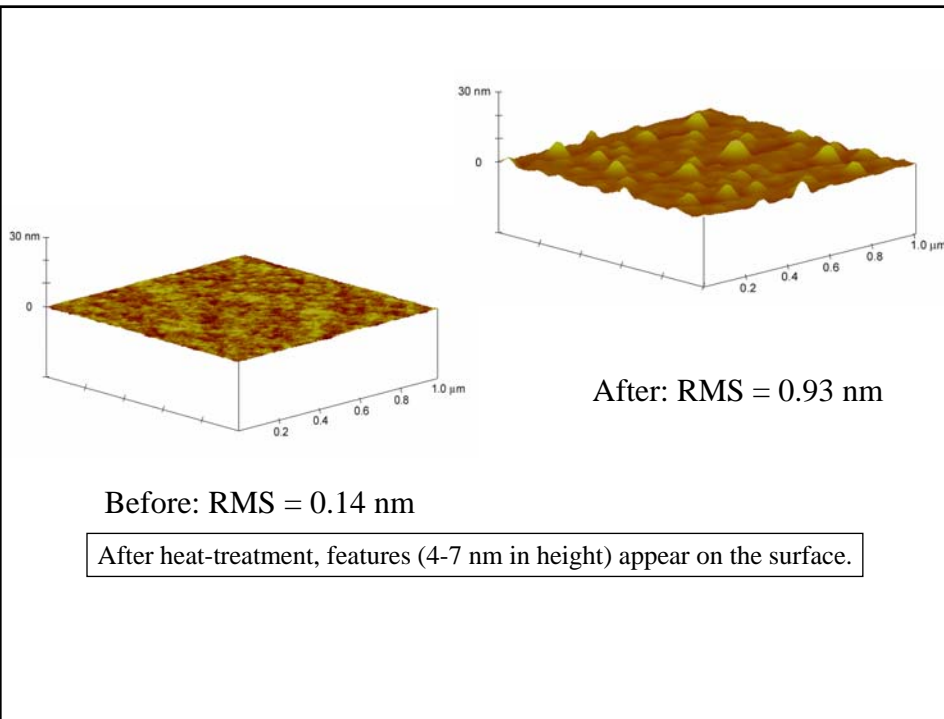 30 nm
0
0.2
0.4
0.6
0.8
1.0 µm
After: RMS = 0.93 nm
30 nm
0
0.2
0.4
0.6
0.8
1.0 µm
Before: RMS = 0.14 nm
After heat-treatment, features (4-7 nm in height) appear on the surface.